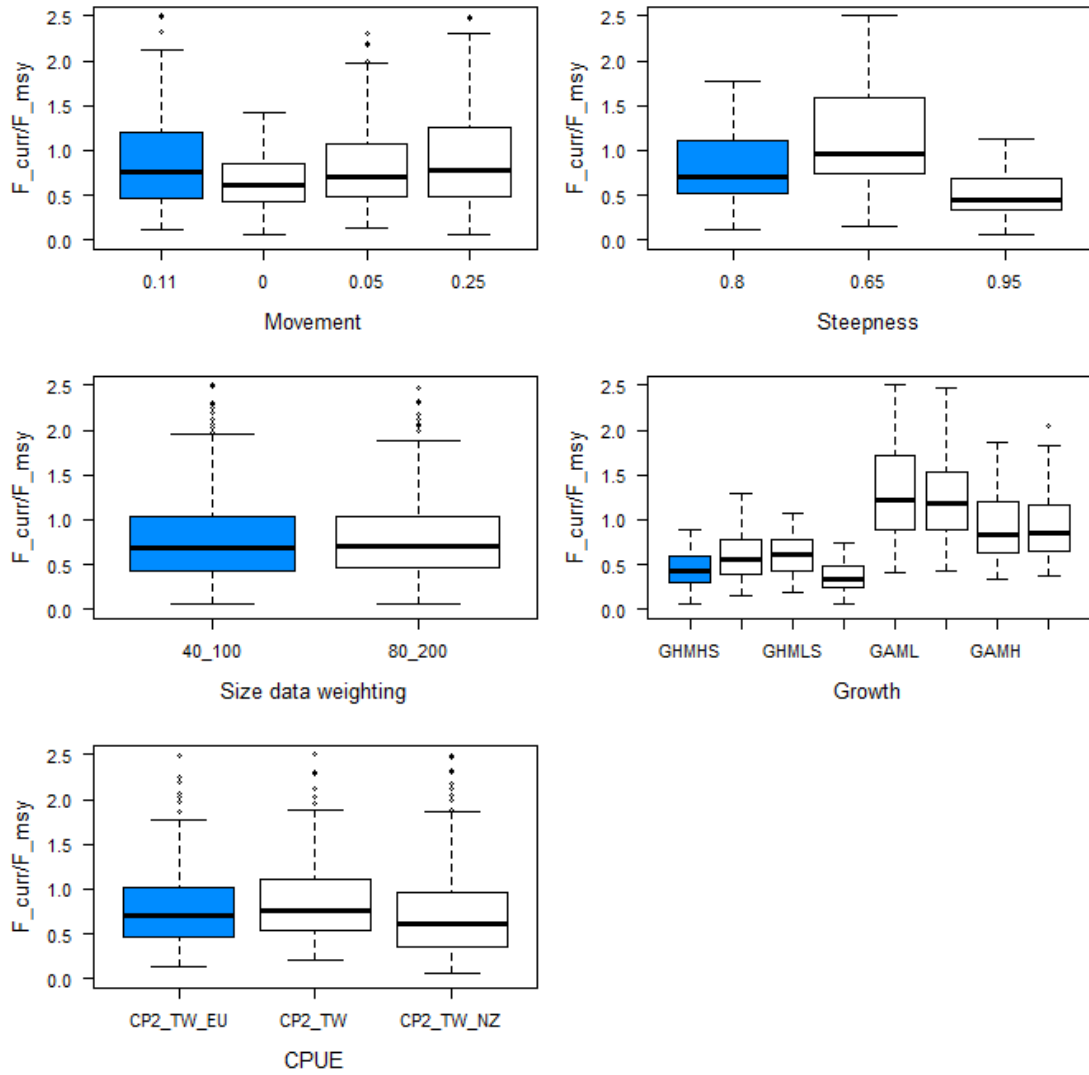 F_curr/F_msy
2.5
2.0
1.5
1.0
0.5
0.0
0.11 0 0.05 0.25
Movement
F_curr/F_msy
2.5
2.0
1.5
1.0
0.5
0.0
0.8 0.65 0.95
Steepness
F_curr/F_msy
2.5
2.0
1.5
1.0
0.5
0.0
40_100 80_200
Size data weighting
F_curr/F_msy
2.5
2.0
1.5
1.0
0.5
0.0
GHMHS GHMLS GAML GAMH
Growth
F_curr/F_msy
2.5
2.0
1.5
1.0
0.5
0.0
CP2_TW_EU CP2_TW CP2_TW_NZ
CPUE